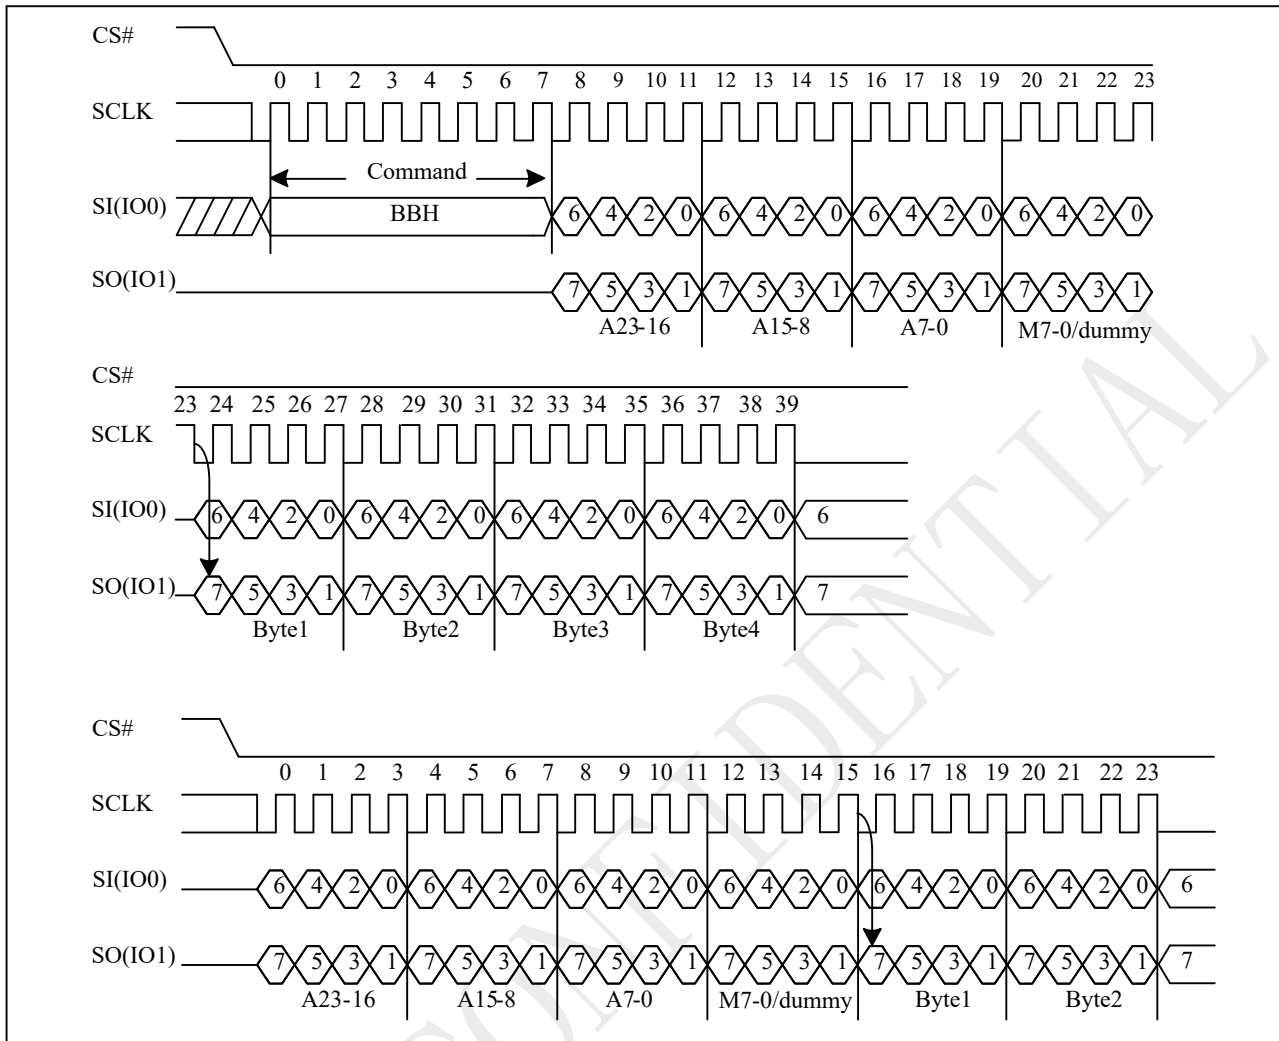 CS#
0 1 2 3 4 5 6 7 8 9 10 11 12 13 14 15 16 17 18 19 20 21 22 23
SCLK
Command
SI(IO0) BBH 6 4 2 0 6 4 2 0 6 4 2 0 6 4 2 0
SO(IO1) 7 5 3 1 7 5 3 1 7 5 3 1 7 5 3 1
A23-16 A15-8 A7-0 M7-0/dummy
CS#
23 24 25 26 27 28 29 30 31 32 33 34 35 36 37 38 39
SCLK
SI(IO0) 6 4 2 0 6 4 2 0 6 4 2 0 6 4 2 0 6
SO(IO1) 7 5 3 1 7 5 3 1 7 5 3 1 7 5 3 1 7
Byte1 Byte2 Byte3 Byte4
CS#
0 1 2 3 4 5 6 7 8 9 10 11 12 13 14 15 16 17 18 19 20 21 22 23
SCLK
SI(IO0) 6 4 2 0 6 4 2 0 6 4 2 0 6 4 2 0 6 4 2 0 6 4 2 0 6
SO(IO1) 7 5 3 1 7 5 3 1 7 5 3 1 7 5 3 1 7 5 3 1 7 5 3 1 7
A23-16 A15-8 A7-0 M7-0/dummy Byte1 Byte2
CONFIDENTIAL